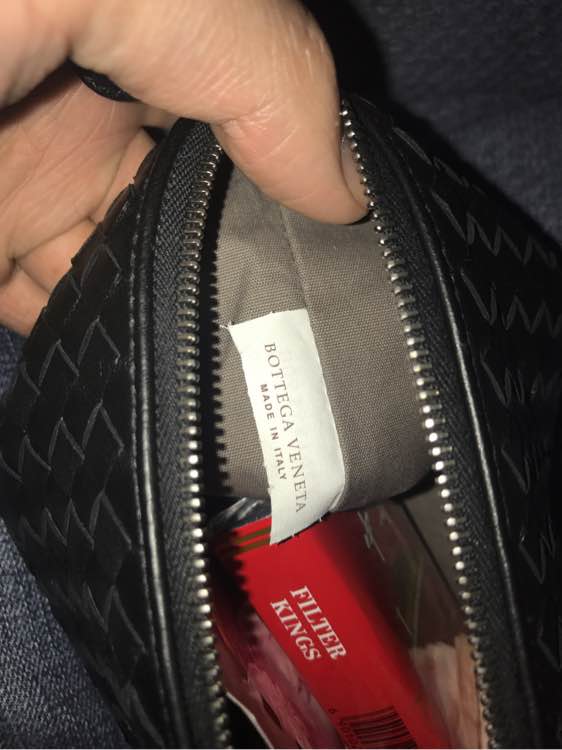 BOTTEGA VENETA
MADE IN ITALY
FILTER
KINGS